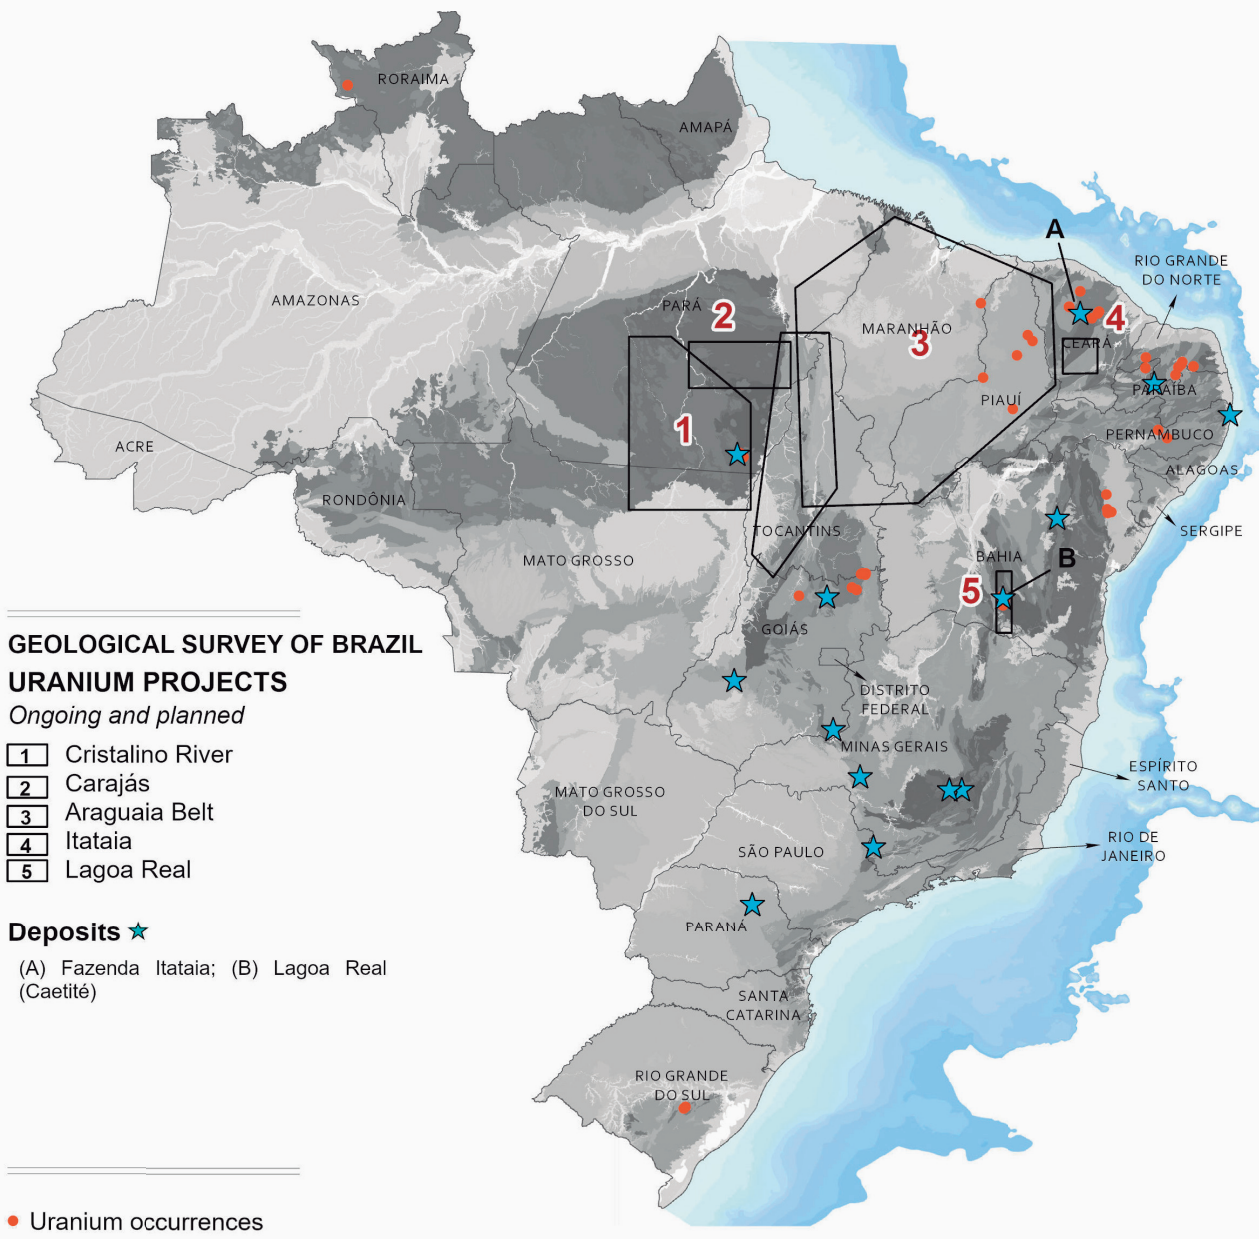 RORAIMA
AMAPÁ
A
RIO GRANDE
DO NORTE
AMAZONAS
PARÁ
2
MARANHÃO
3
4
CEARÁ
PARAÍBA
PIAUÍ
1
ACRE
PERNAMBUCO
ALAGOAS
RONDÔNIA
TOCANTINS
SERGIPE
MATO GROSSO
BAHIA
B
5
GOIÁS
GEOLOGICAL SURVEY OF BRAZIL
URANIUM PROJECTS
Ongoing and planned
1 Cristalino River
2 Carajás
3 Araguaia Belt
4 Itataia
5 Lagoa Real
DISTRITO
FEDERAL
MINAS GERAIS
ESPÍRITO
SANTO
MATO GROSSO
DO SUL
RIO DE
JANEIRO
SÃO PAULO
PARANÁ
Deposits
(A) Fazenda Itataia; (B) Lagoa Real
(Caetité)
SANTA
CATARINA
RIO GRANDE
DO SUL
Uranium occurrences